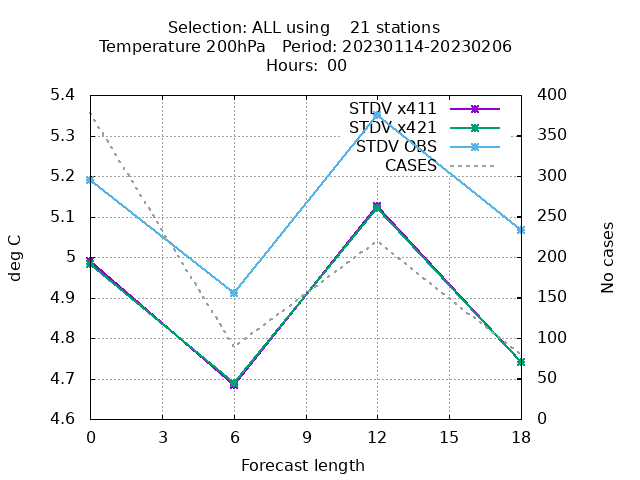 Selection: ALL using    21 stations
Temperature 200hPa   Period: 20230114-20230206
Hours:  00
5.4
5.3
5.2
5.1
5
4.9
4.8
4.7
4.6
400
350
300
250
200
150
100
50
0
STDV x411
STDV x421
STDV OBS
CASES
deg C
No cases
0 3 6 9 12 15 18
Forecast length